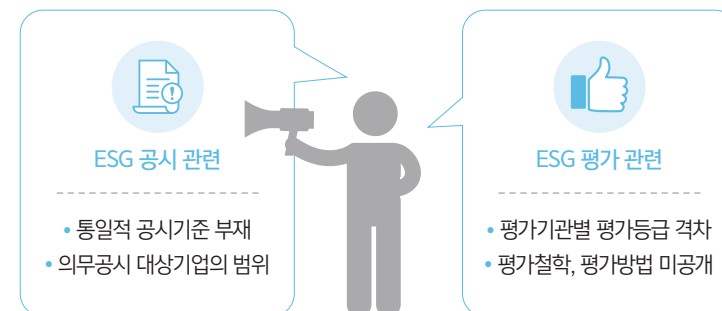 ESG 공시 관련
• 통일적 공시기준 부재
• 의무공시 대상기업의 범위
ESG 평가 관련
• 평가기관별 평가등급 격차
• 평가철학, 평가방법 미공개